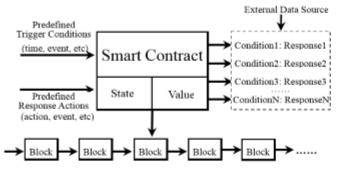 External Data Source
Predefined
Trigger Conditions
(time, event, etc)
Smart Contract
State
Value
Predefined
Response Actions
(action, event, etc)
Condition1: Response1
Condition2: Response2
Condition3: Response3
......
ConditionN: ResponseN
Block
Block
Block
Block
Block
......